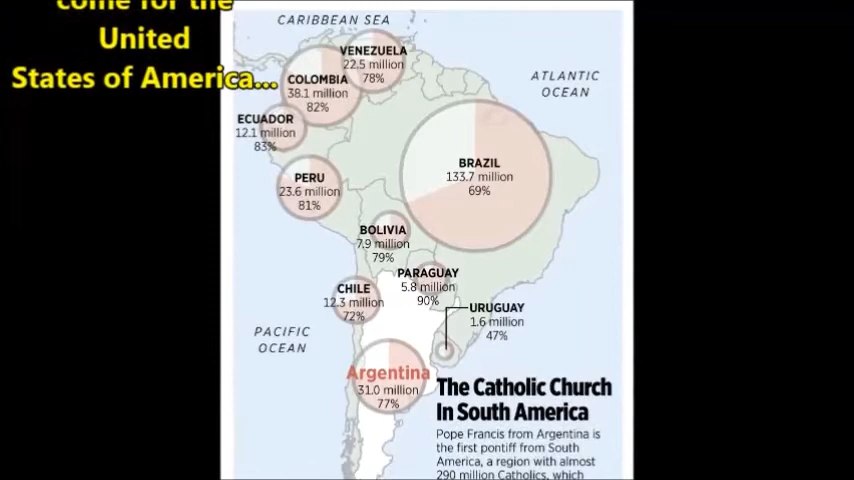 come for the
United
States of America...
CARIBBEAN SEA
VENEZUELA
22.5 million
78%
COLOMBIA
38.1 million
82%
ATLANTIC
OCEAN
ECUADOR
12.1 million
83%
BRAZIL
133.7 million
69%
PERU
23.6 million
81%
BOLIVIA
7.9 million
79%
PARAGUAY
5.8 million
90%
CHILE
12.3 million
72%
URUGUAY
1.6 million
47%
PACIFIC
OCEAN
Argentina
31.0 million
77%
The Catholic Church
In South America
Pope Francis from Argentina is
the first pontiff from South
America, a region with almost
290 million Catholics, which